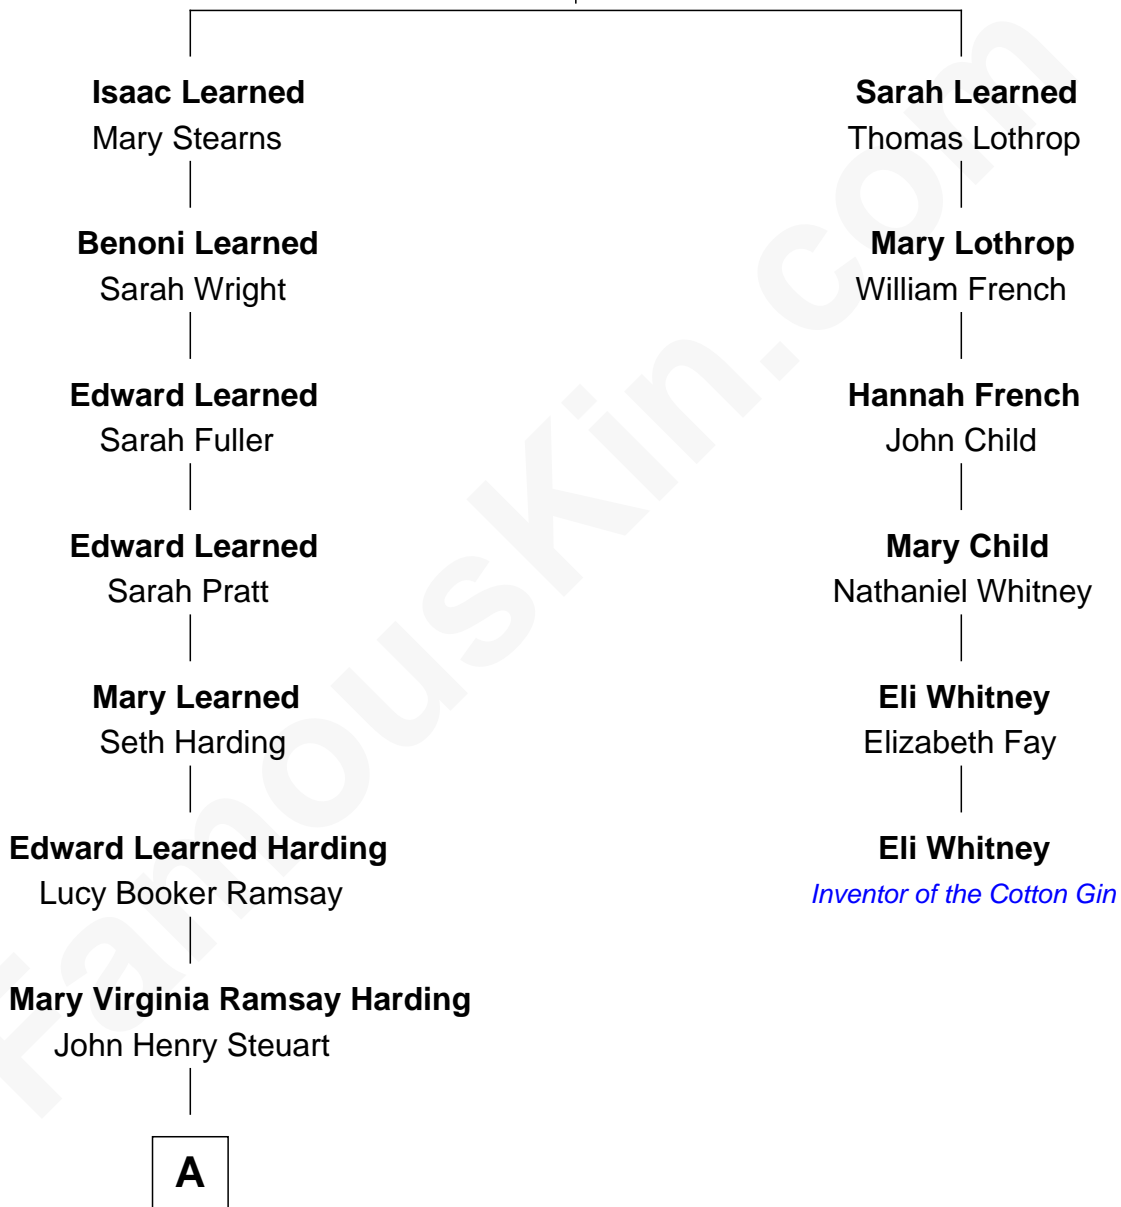 Isaac Learned
Mary Stearns
Benoni Learned
Sarah Wright
Edward Learned
Sarah Fuller
Edward Learned
Sarah Pratt
Mary Learned
Seth Harding
Edward Learned Harding
Lucy Booker Ramsay
Mary Virginia Ramsay Harding
John Henry Steuart
A
Sarah Learned
Thomas Lothrop
Mary Lothrop
William French
Hannah French
John Child
Mary Child
Nathaniel Whitney
Eli Whitney
Elizabeth Fay
Eli Whitney
Inventor of the Cotton Gin
FamousKin.com